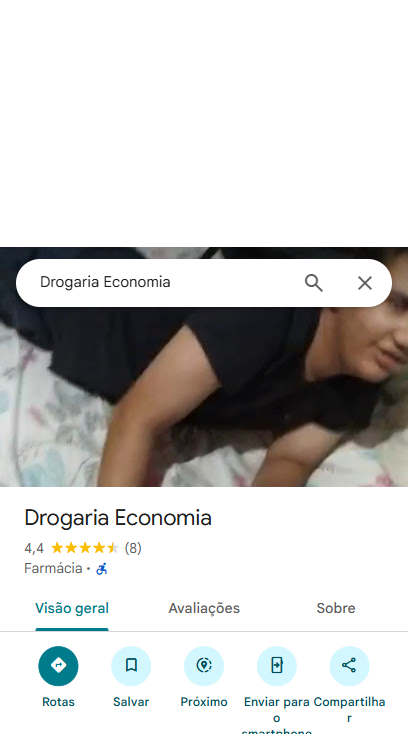 Drogaria Economia
Drogaria Economia
4,4 (8)
Farmácia ·
Visão geral Avaliações Sobre
Rotas Salvar Próximo Enviar para o smartphone Compartilhar